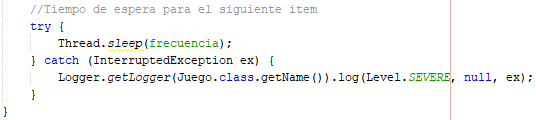 //Tiempo de espera para el siguiente item
try {
Thread.sleep(frecuencia);
} catch (InterruptedException ex) {
Logger.getLogger(Juego.class.getName()).log(Level.SEVERE, null, ex);
}
}